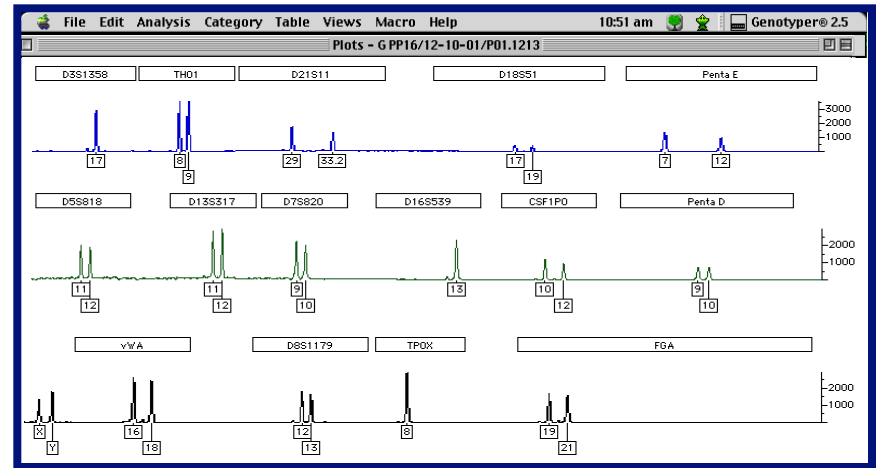 File Edit Analysis Category Table Views Macro Help 10:51 am Genotyper® 2.5
Plots - G PP16/12-10-01/P01.1213
D3S1358 TH01 D21S11 D18S51 Penta E
3000
2000
1000
17 8 29 33.2 17 7 12
9 19
D5S818 D13S317 D7S820 D16S539 CSF1PO Penta D
2000
1000
11 11 9 13 10 9
12 12 10 12 10
vWA D8S1179 TPOX FGA
2000
1000
X 16 12 8 19
Y 18 13 21